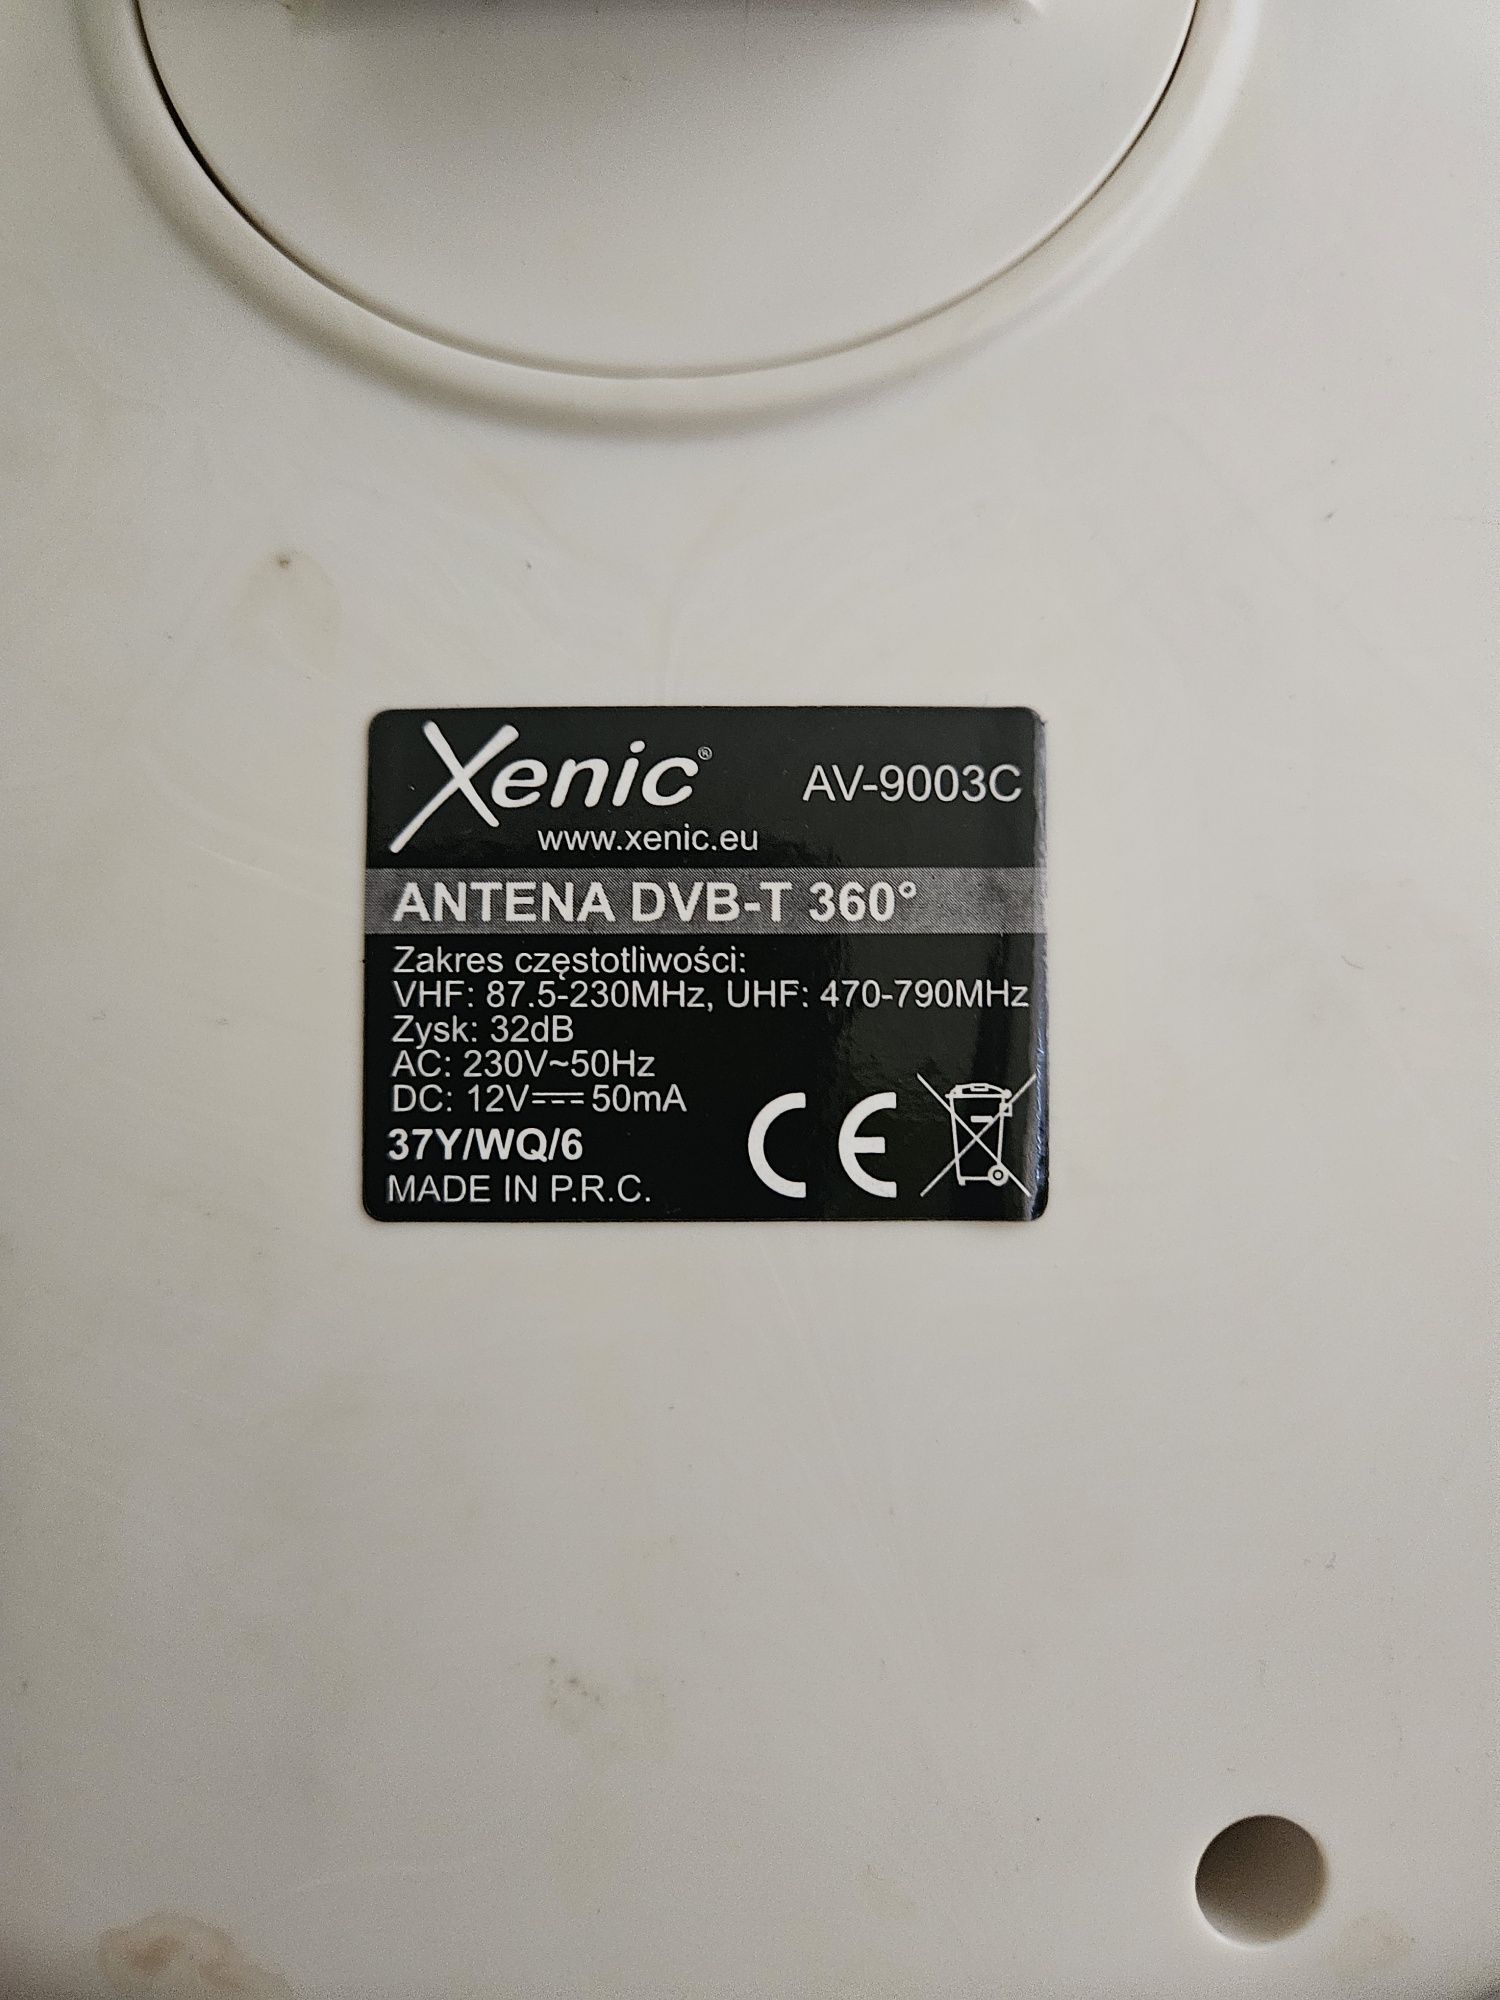 Xenic® AV-9003C
www.xenic.eu
ANTENA DVB-T 360°
Zakres częstotliwości:
VHF: 87.5-230MHz, UHF: 470-790MHz
Zysk: 32dB
AC: 230V~50Hz
DC: 12V⎓50mA
37Y/WQ/6
MADE IN P.R.C.
CE